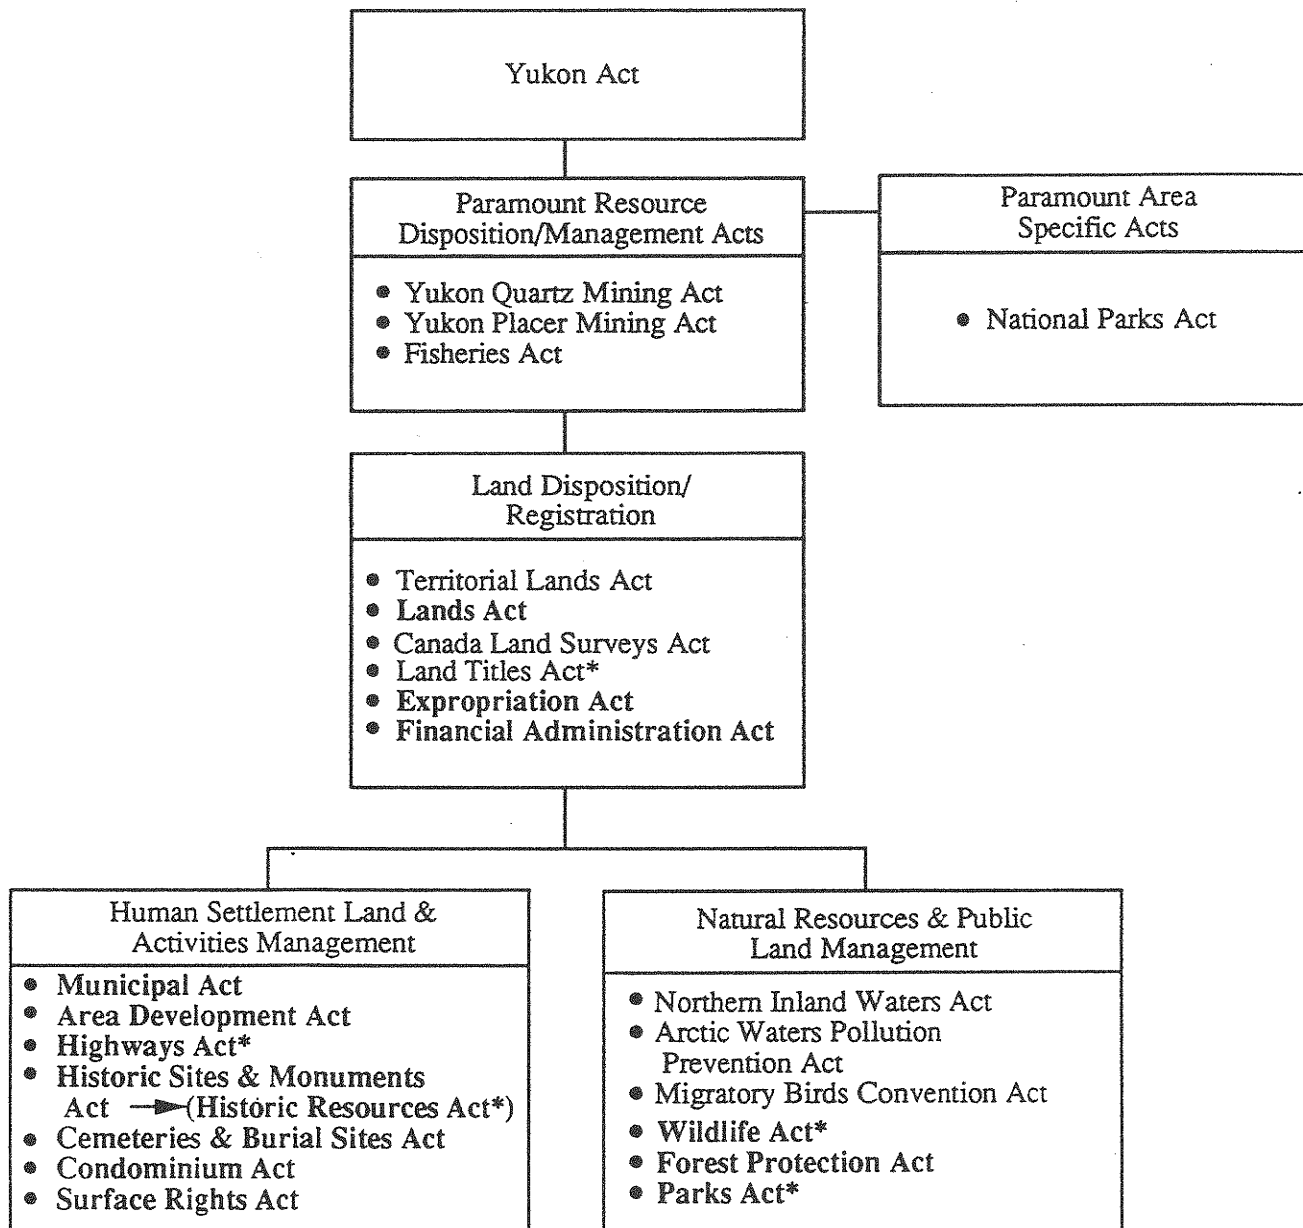 Yukon Act
Paramount Resource
Disposition/Management Acts
• Yukon Quartz Mining Act
• Yukon Placer Mining Act
• Fisheries Act
Paramount Area
Specific Acts
• National Parks Act
Land Disposition/
Registration
• Territorial Lands Act
• Lands Act
• Canada Land Surveys Act
• Land Titles Act*
• Expropriation Act
• Financial Administration Act
Human Settlement Land &
Activities Management
• Municipal Act
• Area Development Act
• Highways Act*
• Historic Sites & Monuments
Act →(Historic Resources Act*)
• Cemeteries & Burial Sites Act
• Condominium Act
• Surface Rights Act
Natural Resources & Public
Land Management
• Northern Inland Waters Act
• Arctic Waters Pollution
Prevention Act
• Migratory Birds Convention Act
• Wildlife Act*
• Forest Protection Act
• Parks Act*